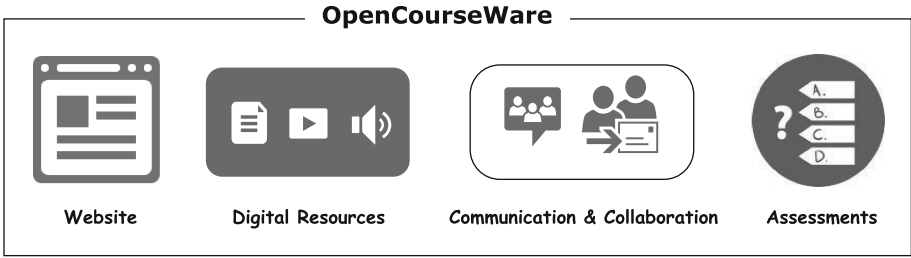 OpenCourseWare
?
A.
B.
C.
D.
Website
Digital Resources
Communication & Collaboration
Assessments